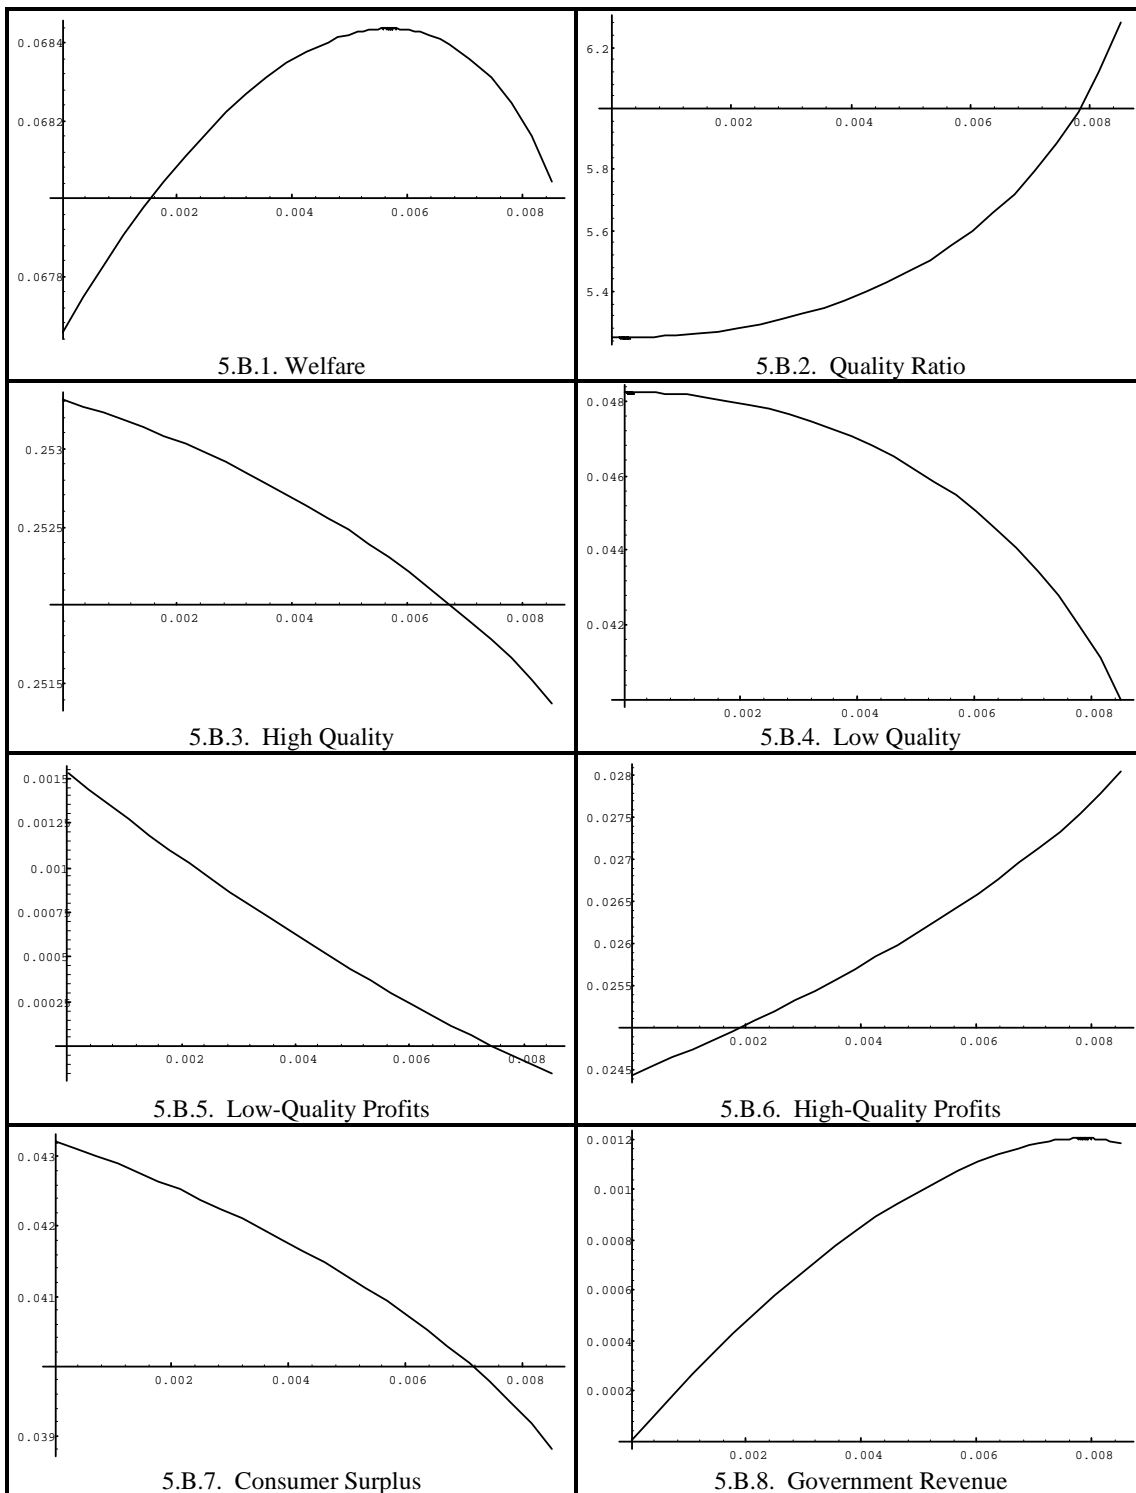 0.0684
0.0682
0.002 0.004 0.006 0.008
0.0678
5.B.1. Welfare
6.2
0.002 0.004 0.006 0.008
5.8
5.6
5.4
5.B.2. Quality Ratio
0.253
0.2525
0.002 0.004 0.006 0.008
0.2515
5.B.3. High Quality
0.048
0.046
0.044
0.042
0.002 0.004 0.006 0.008
5.B.4. Low Quality
0.0015
0.00125
0.001
0.00075
0.0005
0.00025
0.002 0.004 0.006 0.008
5.B.5. Low-Quality Profits
0.028
0.0275
0.027
0.0265
0.026
0.0255
0.002 0.004 0.006 0.008
0.0245
5.B.6. High-Quality Profits
0.043
0.042
0.041
0.002 0.004 0.006 0.008
0.039
5.B.7. Consumer Surplus
0.0012
0.001
0.0008
0.0006
0.0004
0.0002
0.002 0.004 0.006 0.008
5.B.8. Government Revenue